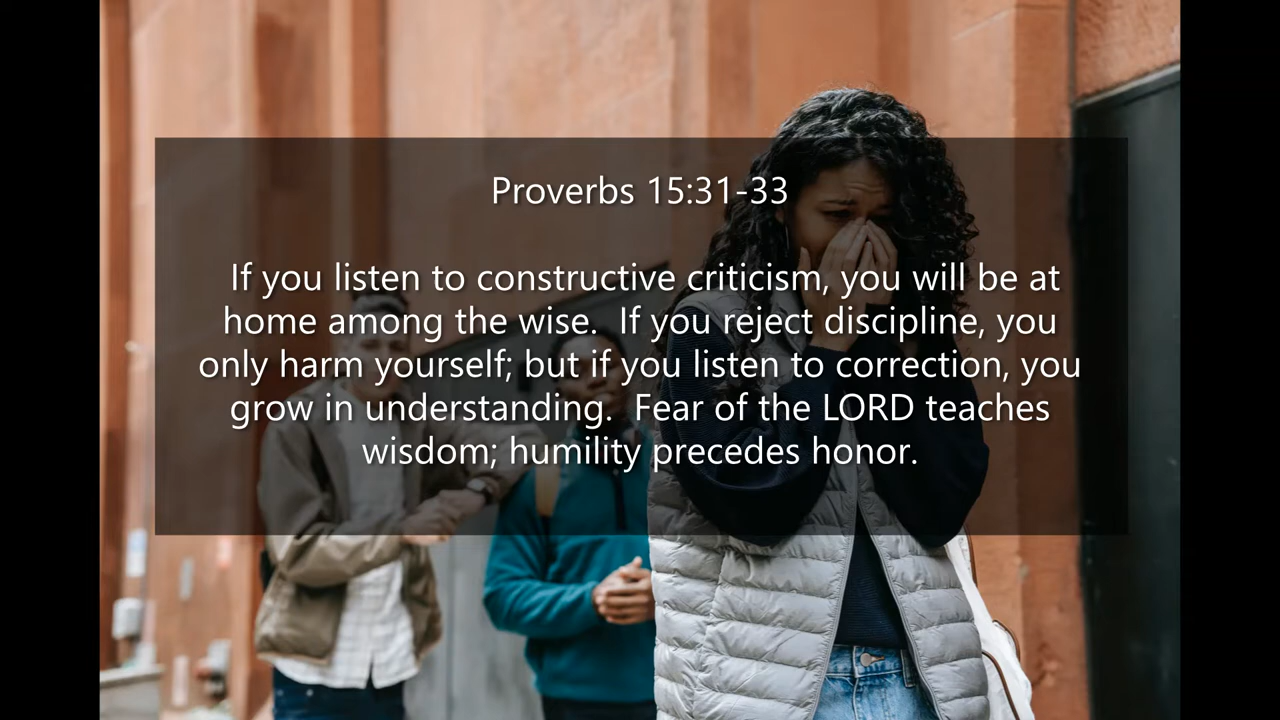 Proverbs 15:31-33
If you listen to constructive criticism, you will be at
home among the wise.  If you reject discipline, you
only harm yourself; but if you listen to correction, you
grow in understanding.  Fear of the LORD teaches
wisdom; humility precedes honor.